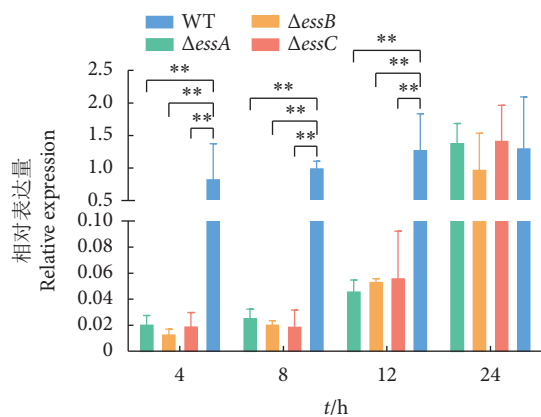 WT ΔessB
ΔessA ΔessC
** ** **
** ** **
** ** **
2.5
2.0
1.5
1.0
0.5
0.10
0.08
0.06
0.04
0.02
0
相对表达量
Relative expression
4 8 12 24
t/h